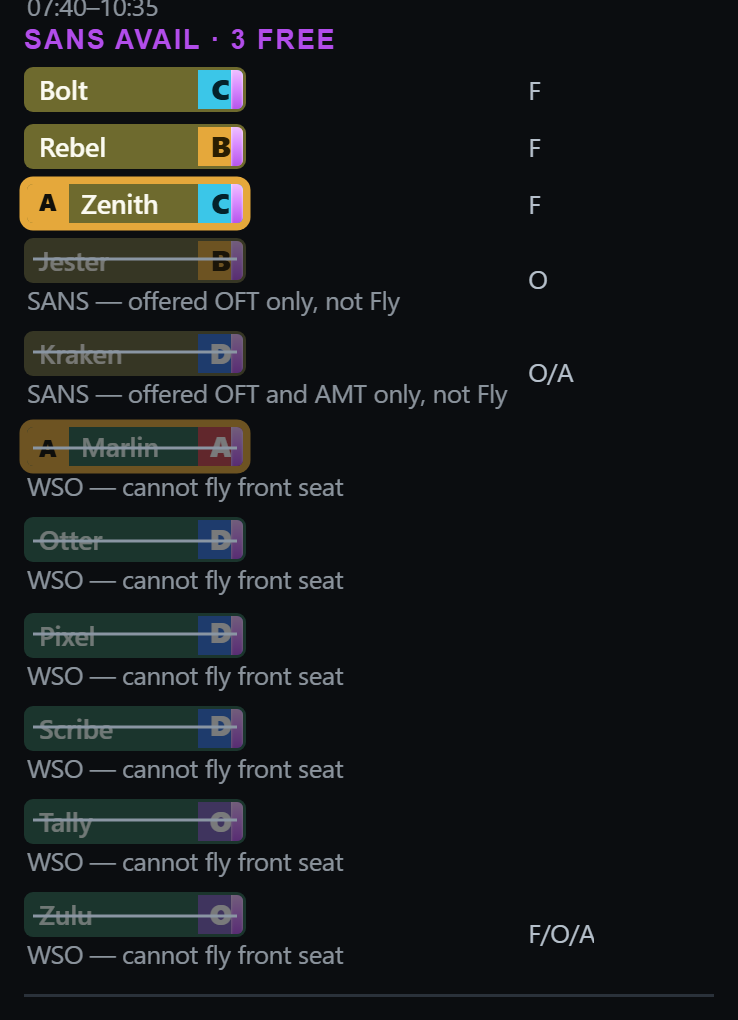 07:40–10:35
SANS AVAIL · 3 FREE
Bolt C F
Rebel B F
A Zenith C F
Jester B O
SANS — offered OFT only, not Fly
Kraken D O/A
SANS — offered OFT and AMT only, not Fly
A Marlin A
WSO — cannot fly front seat
Otter D
WSO — cannot fly front seat
Pixel D
WSO — cannot fly front seat
Scribe D
WSO — cannot fly front seat
Tally O
WSO — cannot fly front seat
Zulu O F/O/A
WSO — cannot fly front seat